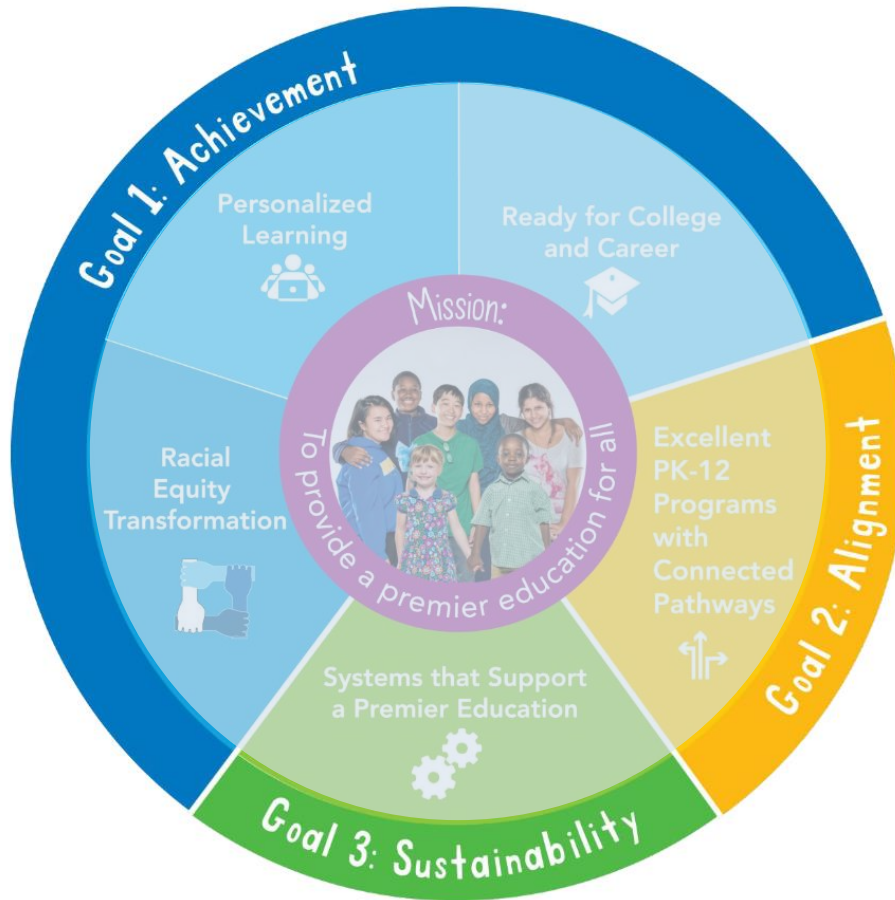 Goal 1: Achievement
Personalized
Learning
Ready for College
and Career
Mission:
To provide a premier education for all
Racial
Equity
Transformation
Excellent
PK-12
Programs
with
Connected
Pathways
Goal 2: Alignment
Systems that Support
a Premier Education
Goal 3: Sustainability